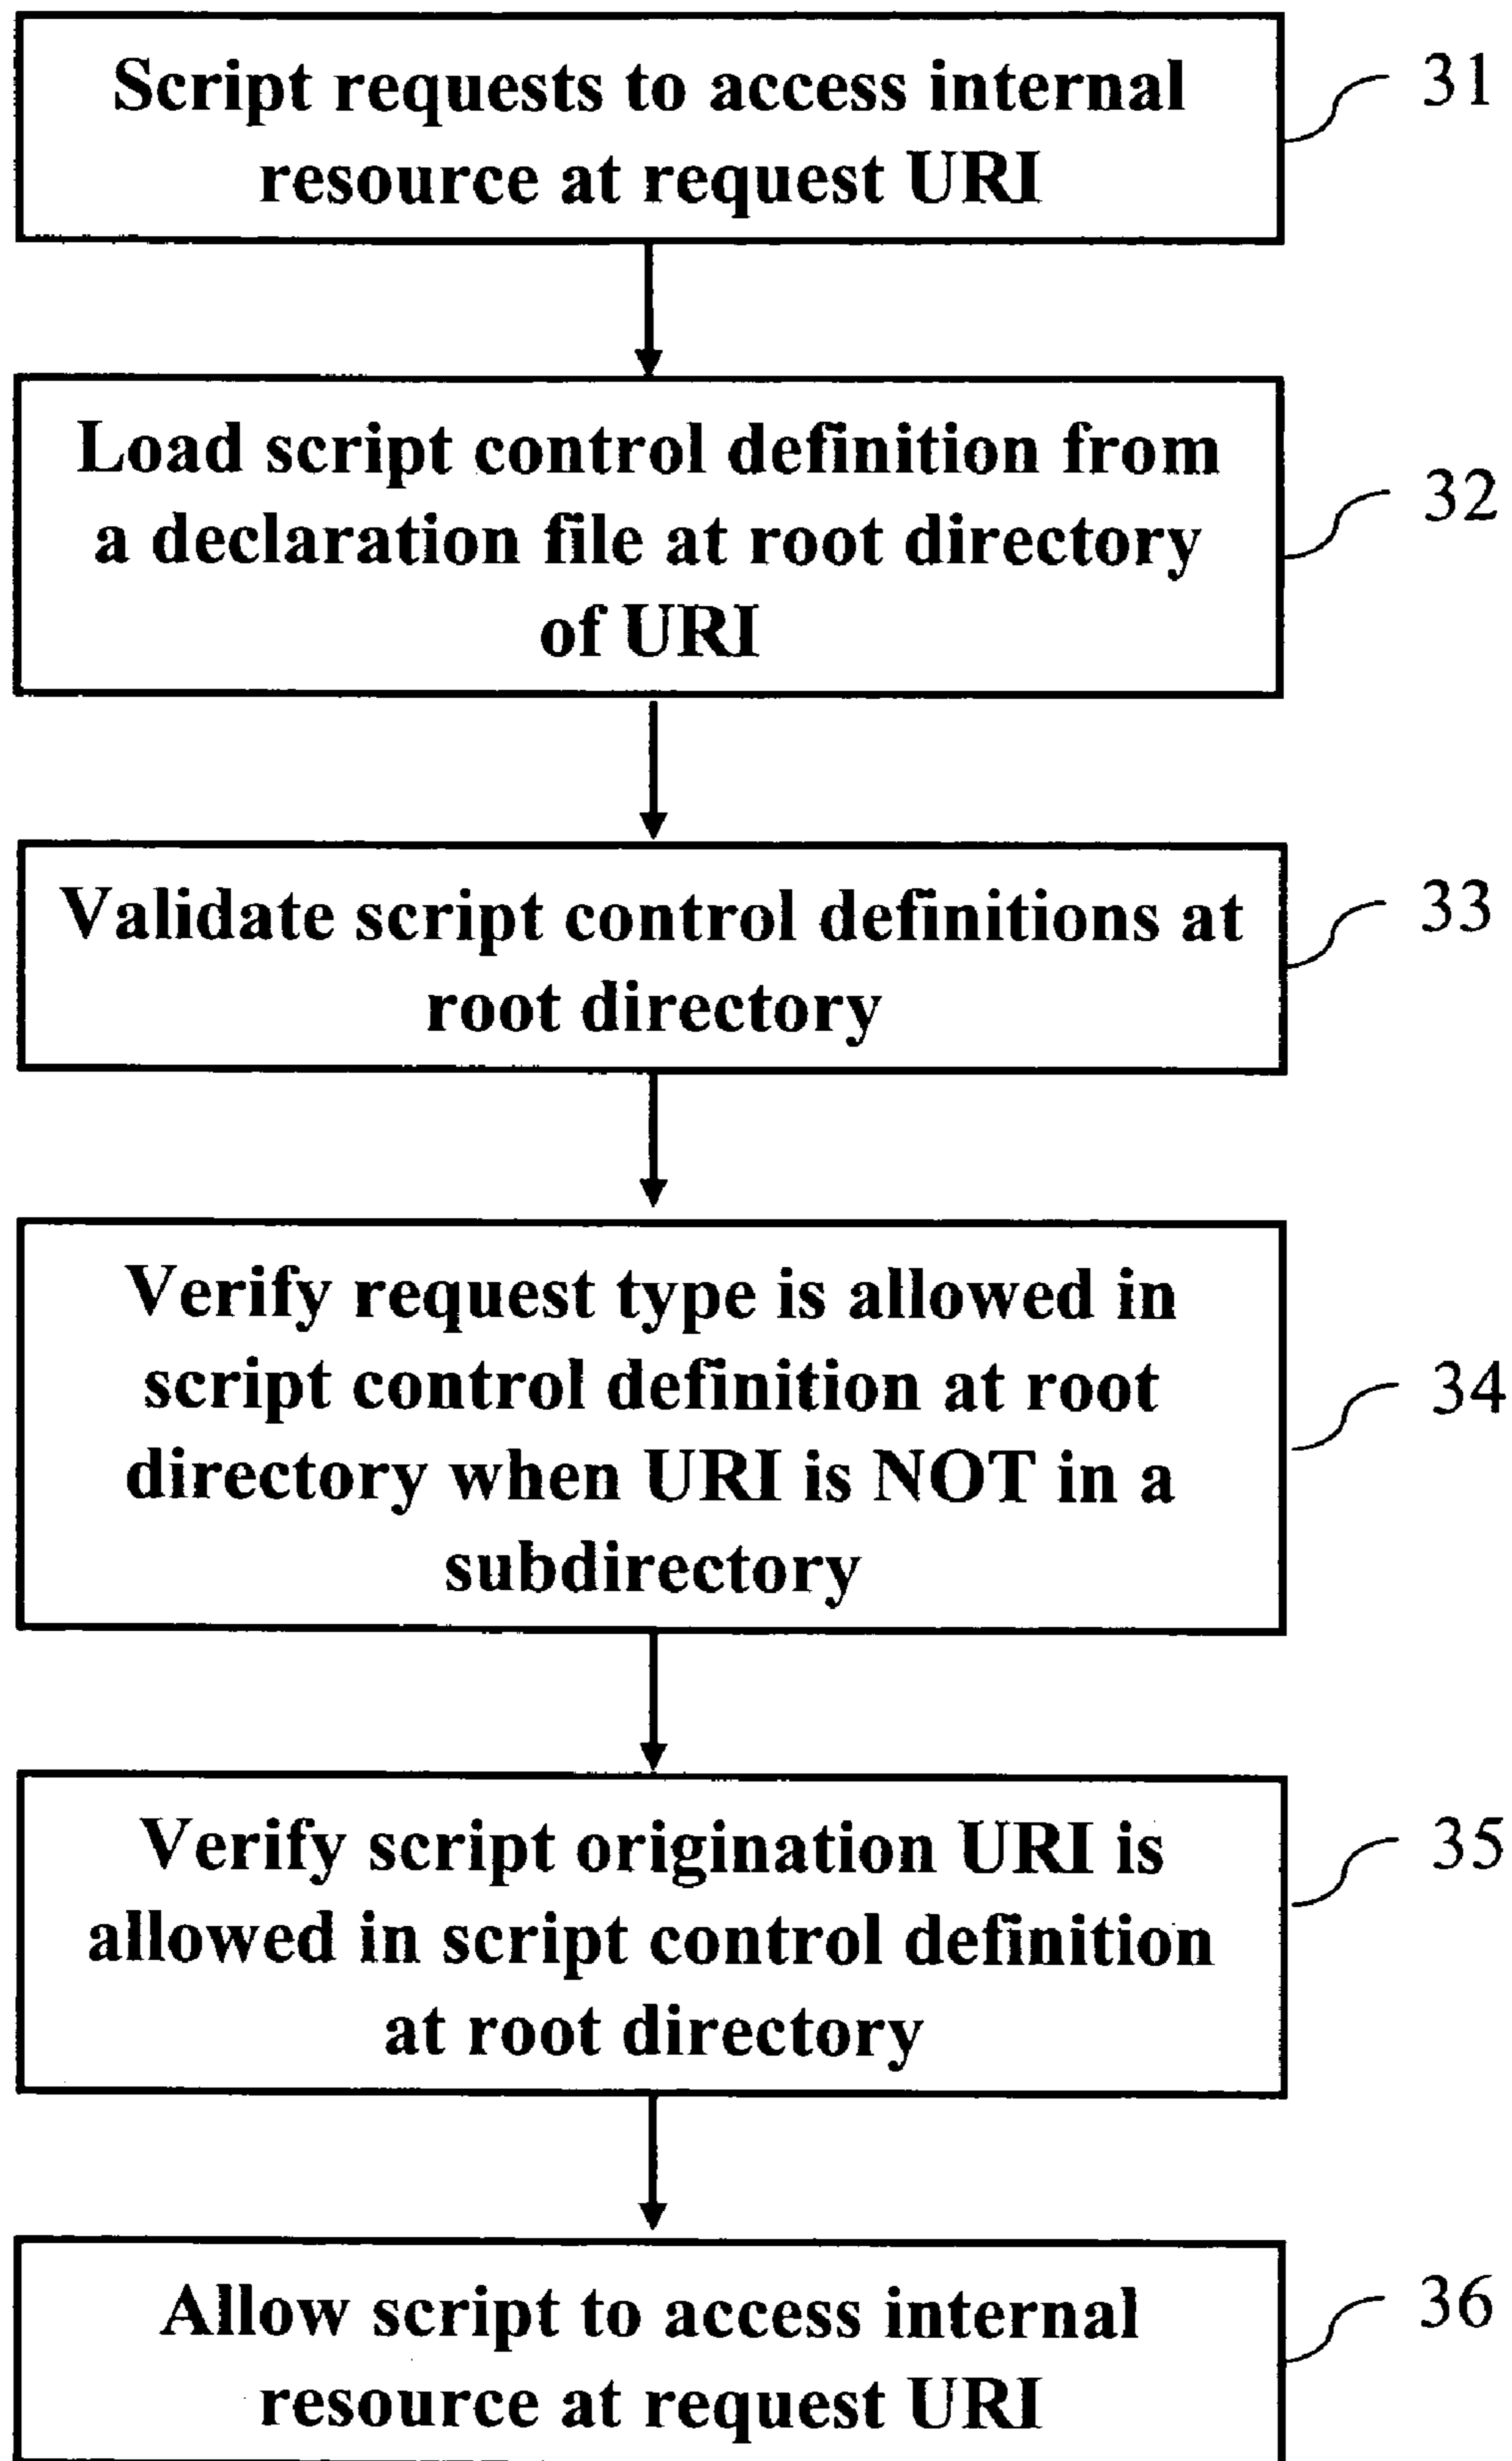 Script requests to access internal
resource at request URI
31
Load script control definition from
a declaration file at root directory
of URI
32
Validate script control definitions at
root directory
33
Verify request type is allowed in
script control definition at root
directory when URI is NOT in a
subdirectory
34
Verify script origination URI is
allowed in script control definition
at root directory
35
Allow script to access internal
resource at request URI
36